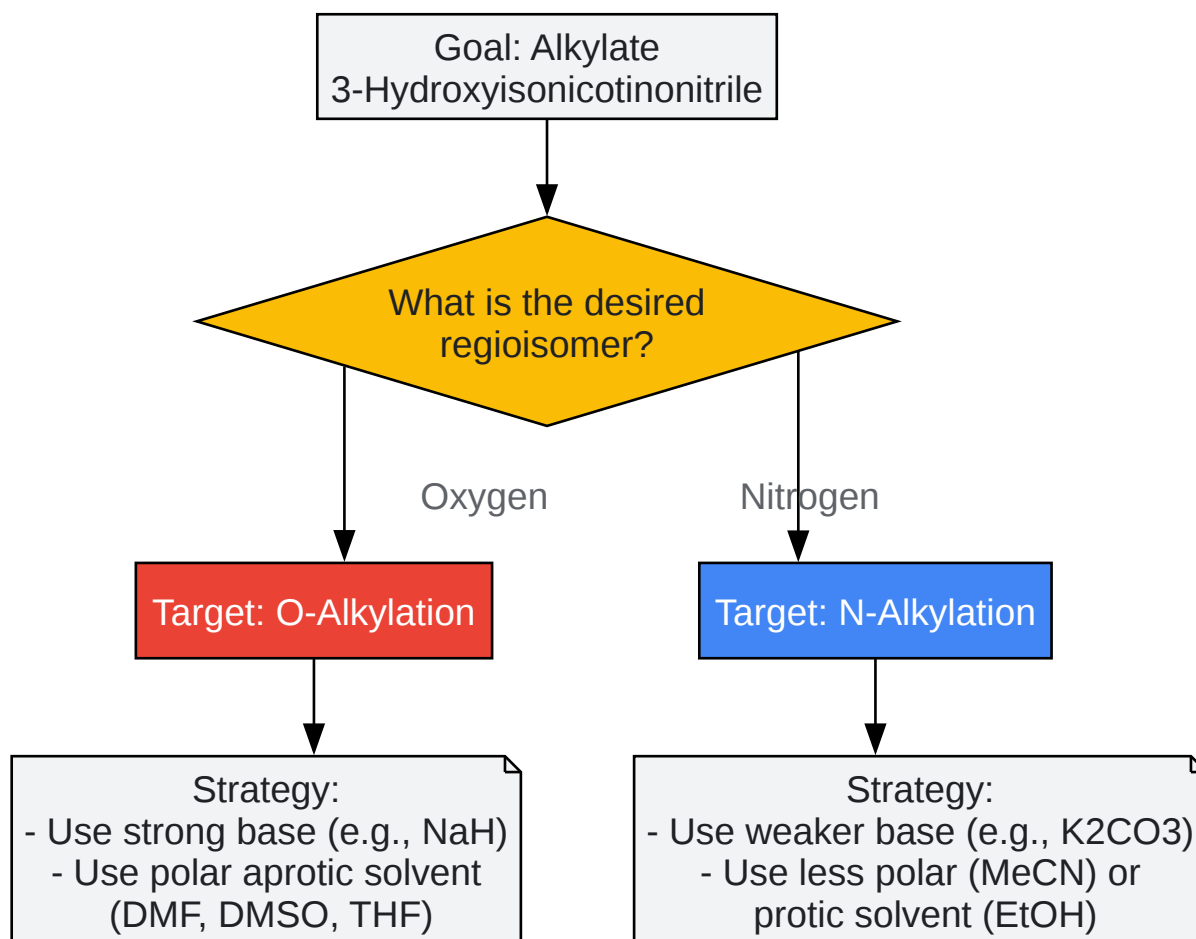 Goal: Alkylate
3-Hydroxyisonicotinonitrile
What is the desired
regioisomer?
Oxygen
Nitrogen
Target: O-Alkylation
Target: N-Alkylation
Strategy:
- Use strong base (e.g., NaH)
- Use polar aprotic solvent
(DMF, DMSO, THF)
Strategy:
- Use weaker base (e.g., K2CO3)
- Use less polar (MeCN) or
protic solvent (EtOH)